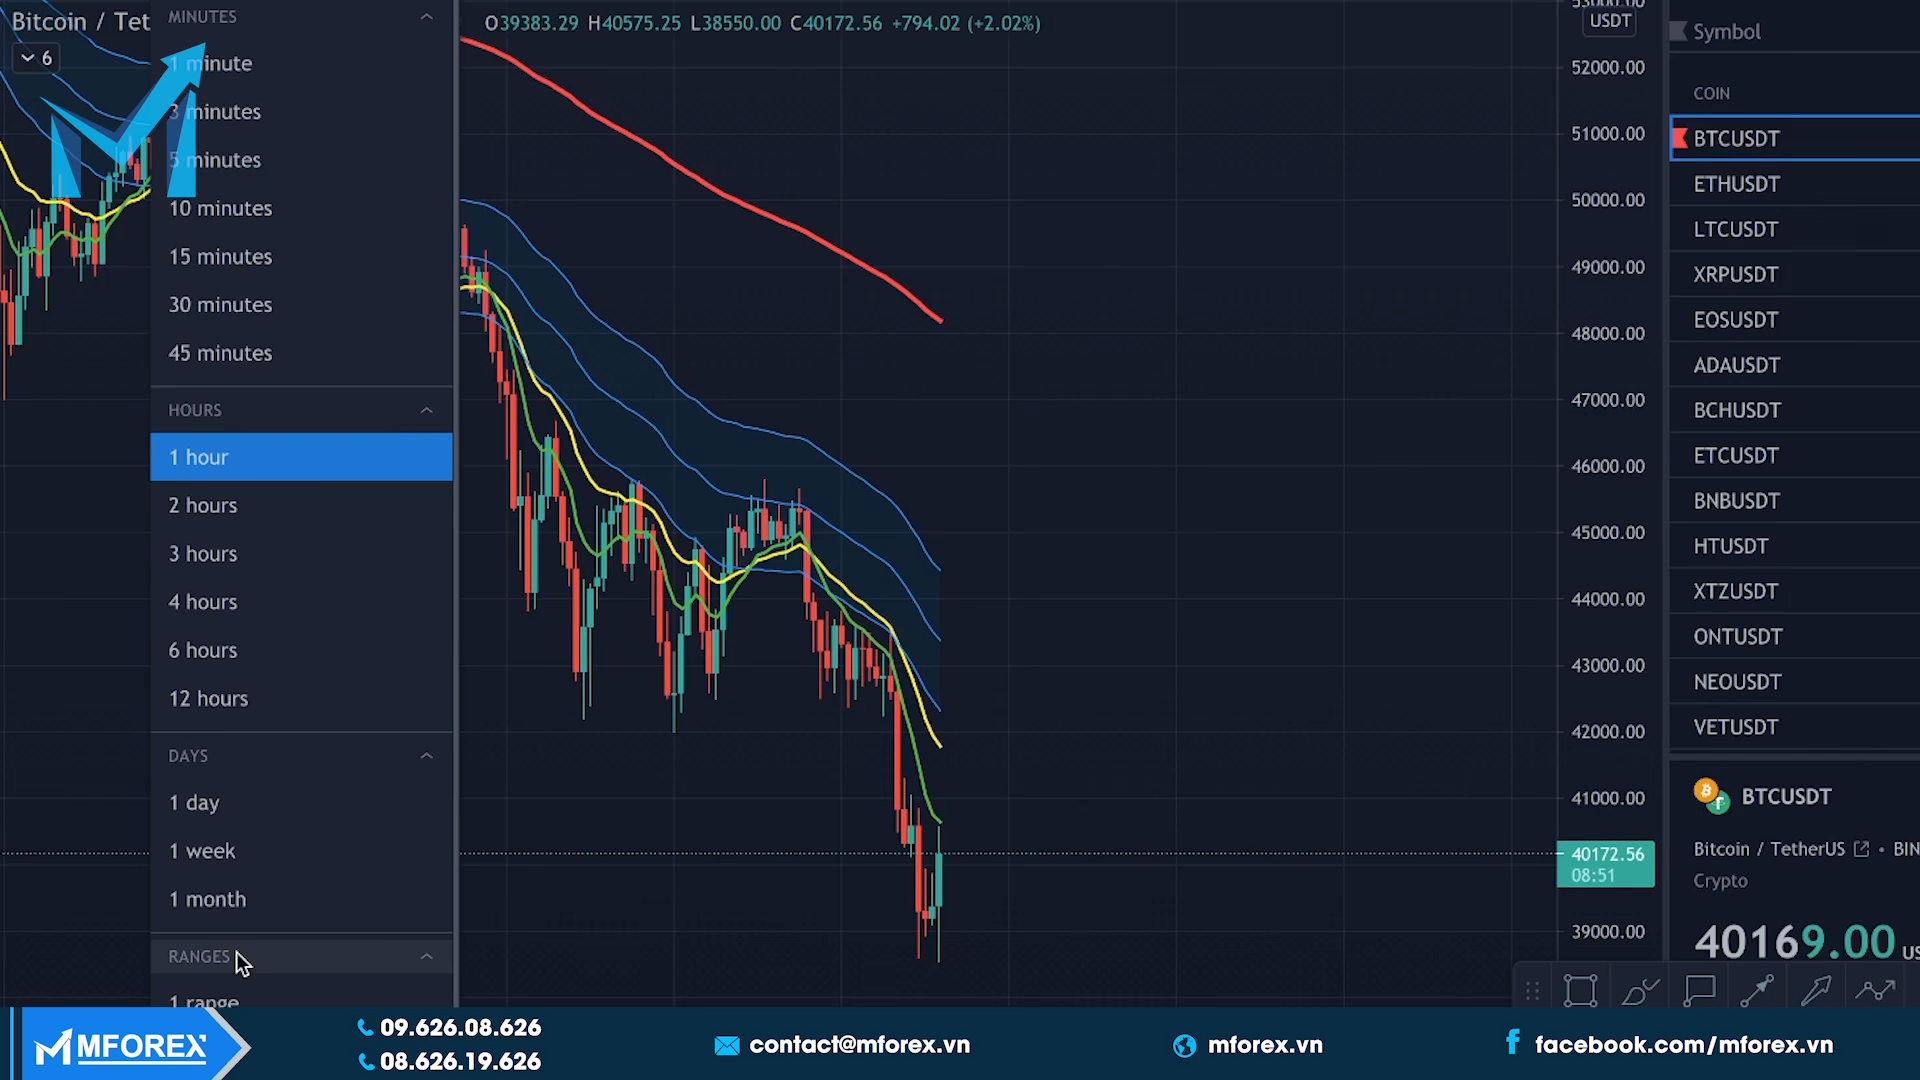 Bitcoin / Tet
6
MINUTES
1 minute
3 minutes
5 minutes
10 minutes
15 minutes
30 minutes
45 minutes
HOURS
1 hour
2 hours
3 hours
4 hours
6 hours
12 hours
DAYS
1 day
1 week
1 month
RANGES
1 range
O39383.29 H40575.25 L38550.00 C40172.56 +794.02 (+2.02%)
53000.00
USDT
52000.00
51000.00
50000.00
49000.00
48000.00
47000.00
46000.00
45000.00
44000.00
43000.00
42000.00
41000.00
40172.56
08:51
39000.00
Symbol
COIN
BTCUSDT
ETHUSDT
LTCUSDT
XRPUSDT
EOSUSDT
ADAUSDT
BCHUSDT
ETCUSDT
BNBUSDT
HTUSDT
XTZUSDT
ONTUSDT
NEOUSDT
VETUSDT
BTCUSDT
Bitcoin / TetherUS • BIN
Crypto
40169.00 US
MFOREX
09.626.08.626
08.626.19.626
contact@mforex.vn
mforex.vn
facebook.com/mforex.vn